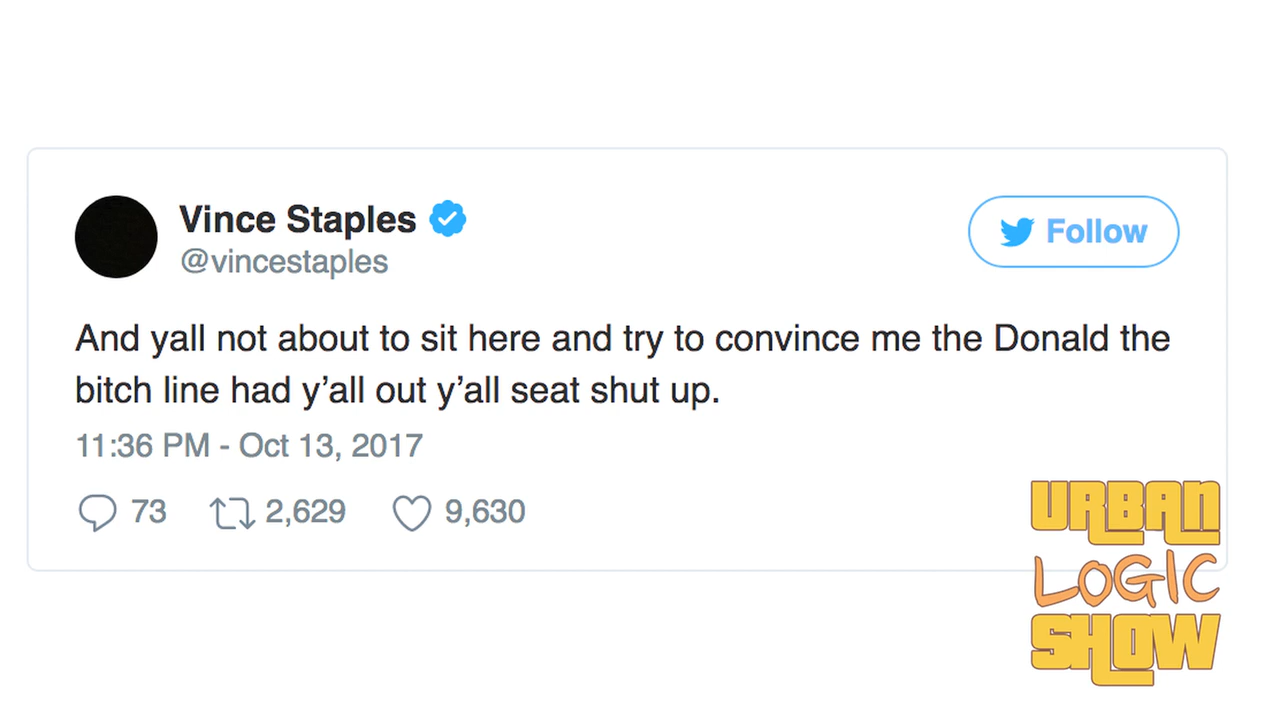 Vince Staples
@vincestaples
Follow
And yall not about to sit here and try to convince me the Donald the
bitch line had y’all out y’all seat shut up.
11:36 PM - Oct 13, 2017
73 2,629 9,630
URBAN
LOGIC
SHOW